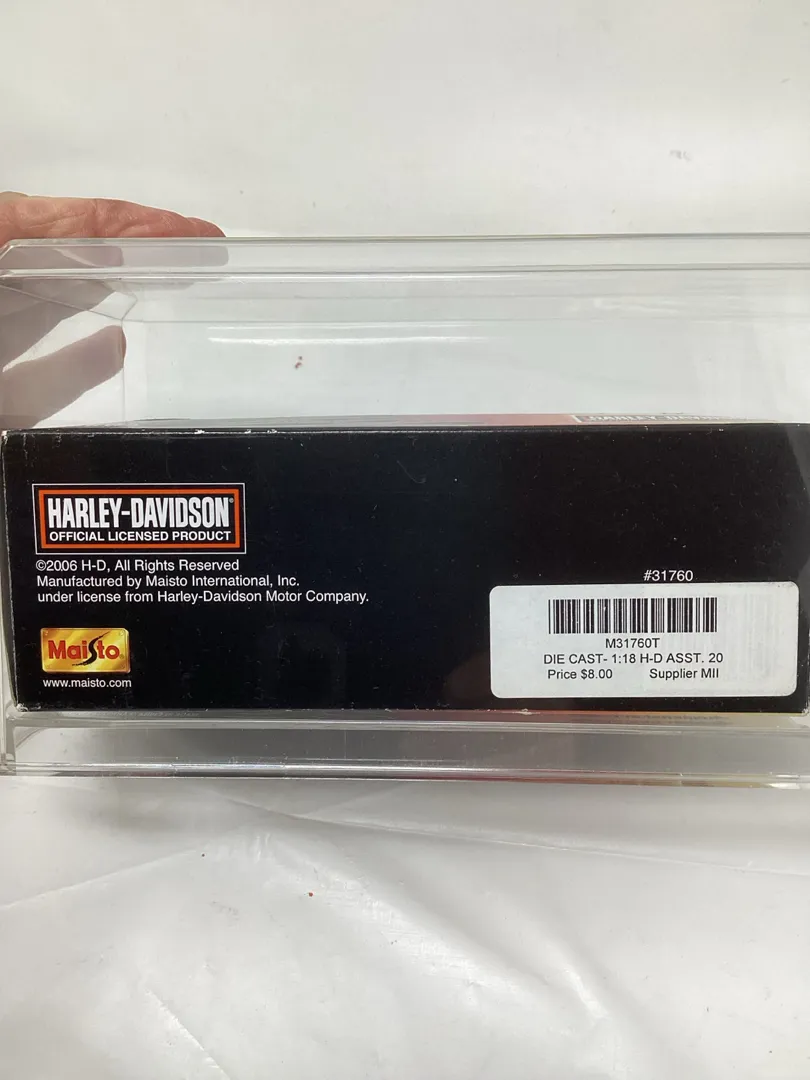 HARLEY-DAVIDSON
OFFICIAL LICENSED PRODUCT
©2006 H-D, All Rights Reserved
Manufactured by Maisto International, Inc.
under license from Harley-Davidson Motor Company.
Maisto
www.maisto.com
#31760
M31760T
DIE CAST- 1:18 H-D ASST. 20
Price $8.00 Supplier MII